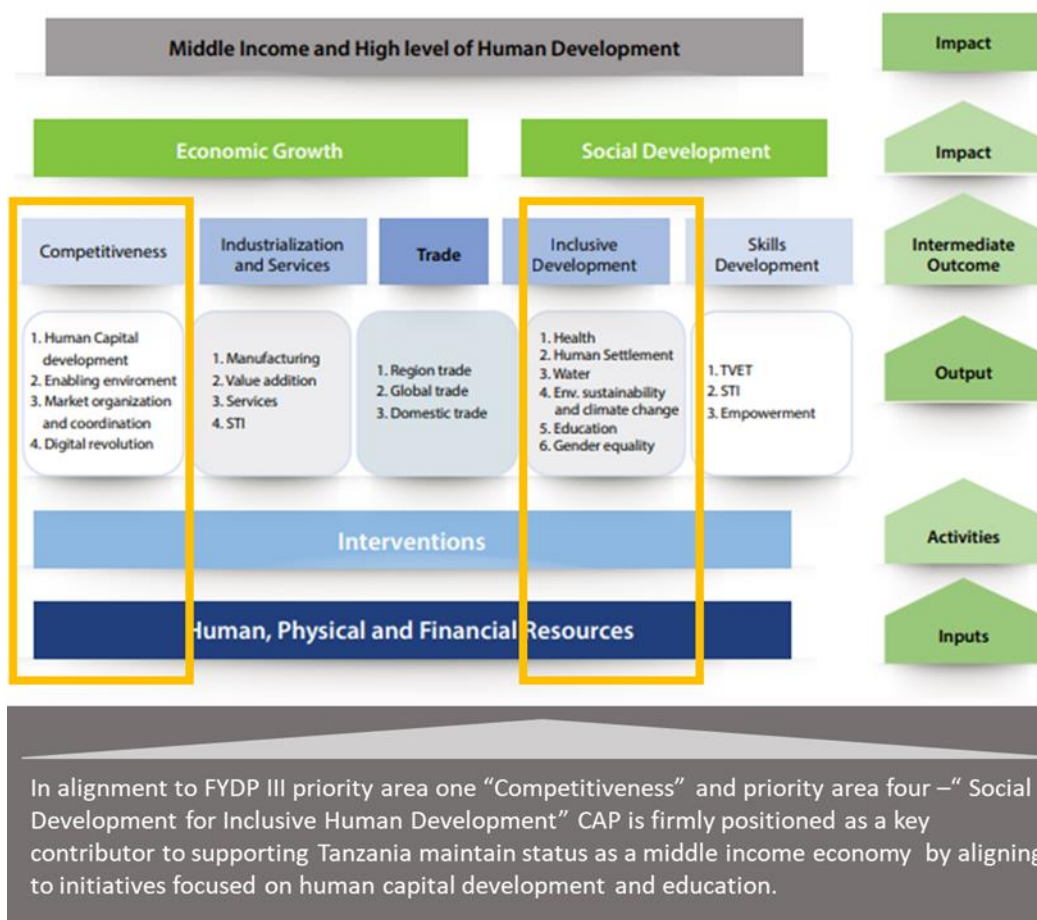 Middle Income and High level of Human Development
Impact
Economic Growth
Social Development
Impact
Competitiveness
Industrialization
and Services
Trade
Inclusive
Development
Skills
Development
Intermediate
Outcome
1. Human Capital
development
2. Enabling enviroment
3. Market organization
and coordination
4. Digital revolution
1. Manufacturing
2. Value addition
3. Services
4. STI
1. Region trade
2. Global trade
3. Domestic trade
1. Health
2. Human Settlement
3. Water
4. Env. sustainability
and climate change
5. Education
6. Gender equality
1. TVET
2. STI
3. Empowerment
Output
Interventions
Activities
Human, Physical and Financial Resources
Inputs
In alignment to FYDP III priority area one “Competitiveness” and priority area four –“ Social
Development for Inclusive Human Development” CAP is firmly positioned as a key
contributor to supporting Tanzania maintain status as a middle income economy by aligning
to initiatives focused on human capital development and education.